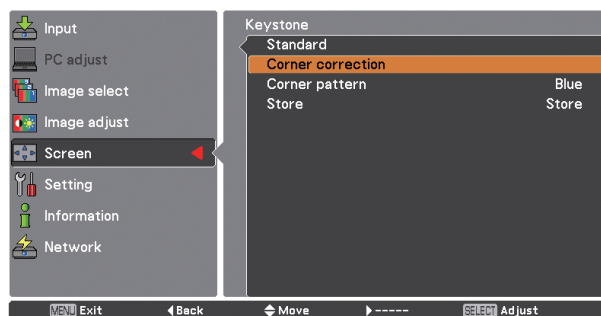 Input
PC adjust
Image select
Image adjust
Screen
Setting
Information
Network
Keystone
Standard
Corner correction
Corner pattern Blue
Store Store
MENU Exit Back Move ----- SELECT Adjust